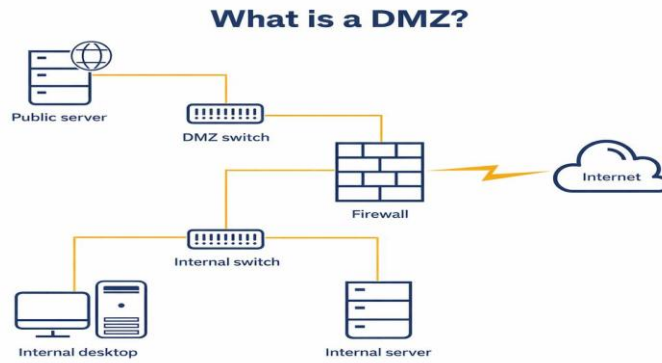 What is a DMZ?
Public server
DMZ switch
Internet
Firewall
Internal switch
Internal desktop
Internal server